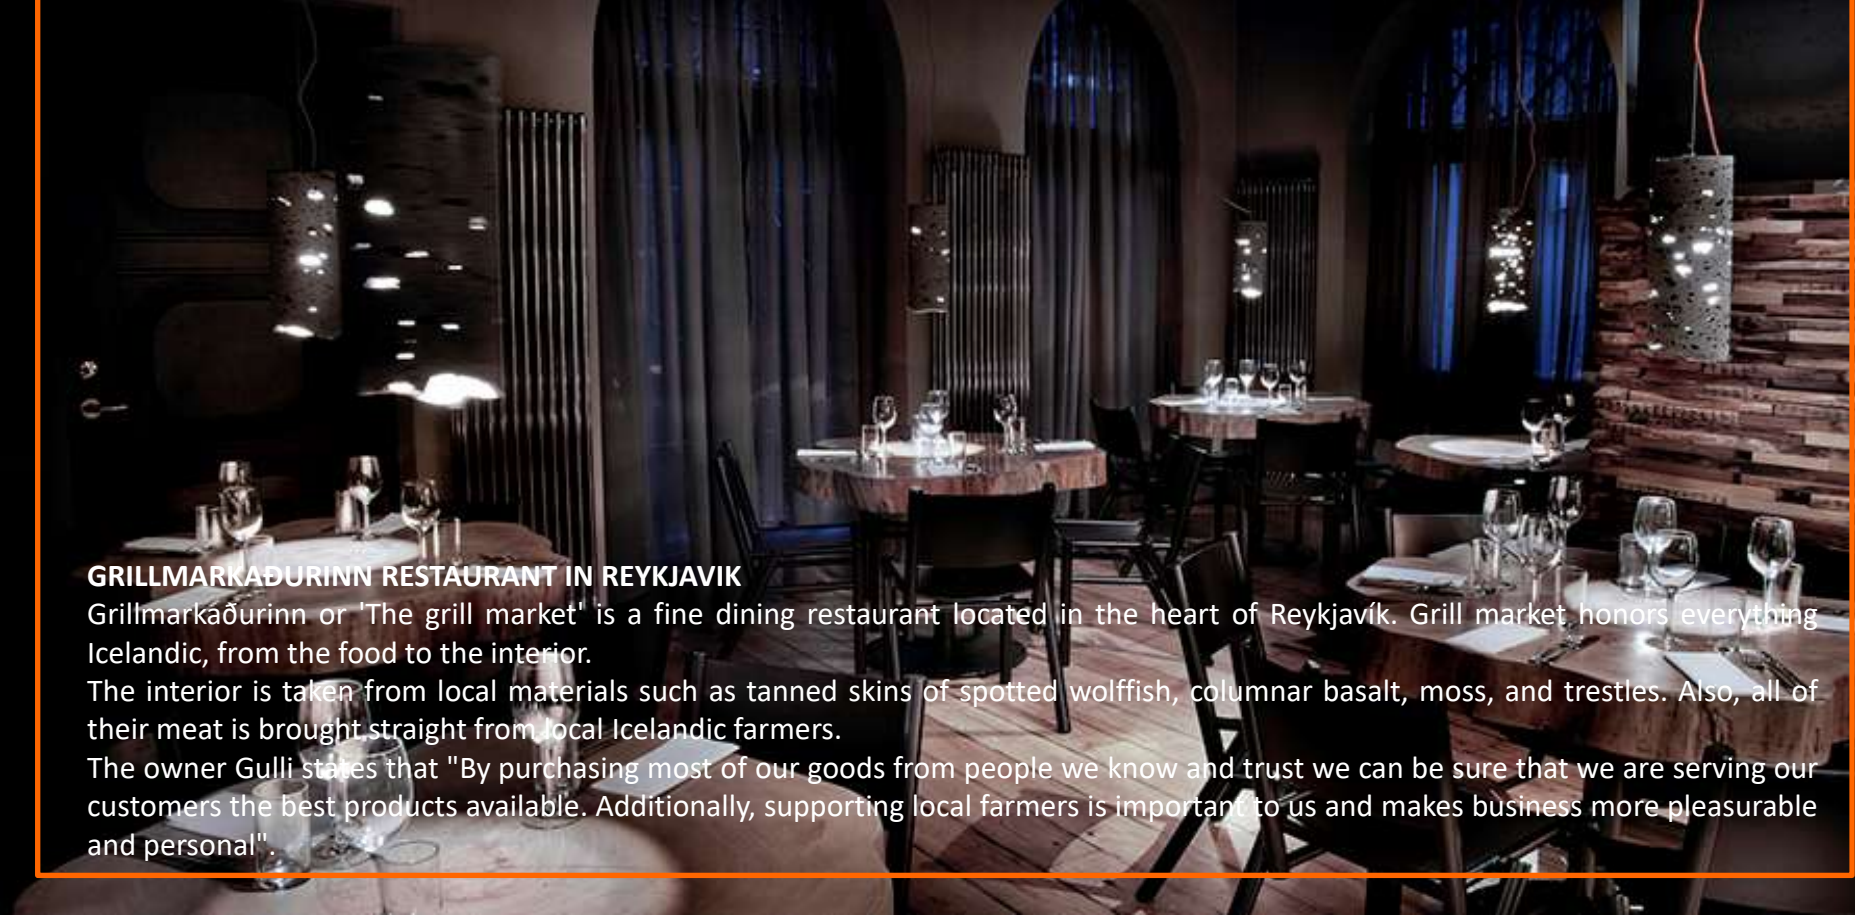 GRILLMARKAÐURINN RESTAURANT IN REYKJAVIK
Grillmarkaðurinn or 'The grill market' is a fine dining restaurant located in the heart of Reykjavík. Grill market honors everything
Icelandic, from the food to the interior.
The interior is taken from local materials such as tanned skins of spotted wolffish, columnar basalt, moss, and trestles. Also, all of
their meat is brought straight from local Icelandic farmers.
The owner Gulli states that "By purchasing most of our goods from people we know and trust we can be sure that we are serving our
customers the best products available. Additionally, supporting local farmers is important to us and makes business more pleasurable
and personal".